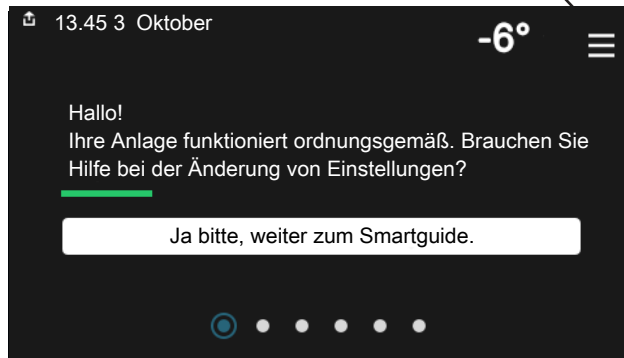 13.45 3 Oktober
-6°
Hallo!
Ihre Anlage funktioniert ordnungsgemäß. Brauchen Sie
Hilfe bei der Änderung von Einstellungen?
Ja bitte, weiter zum Smartguide.